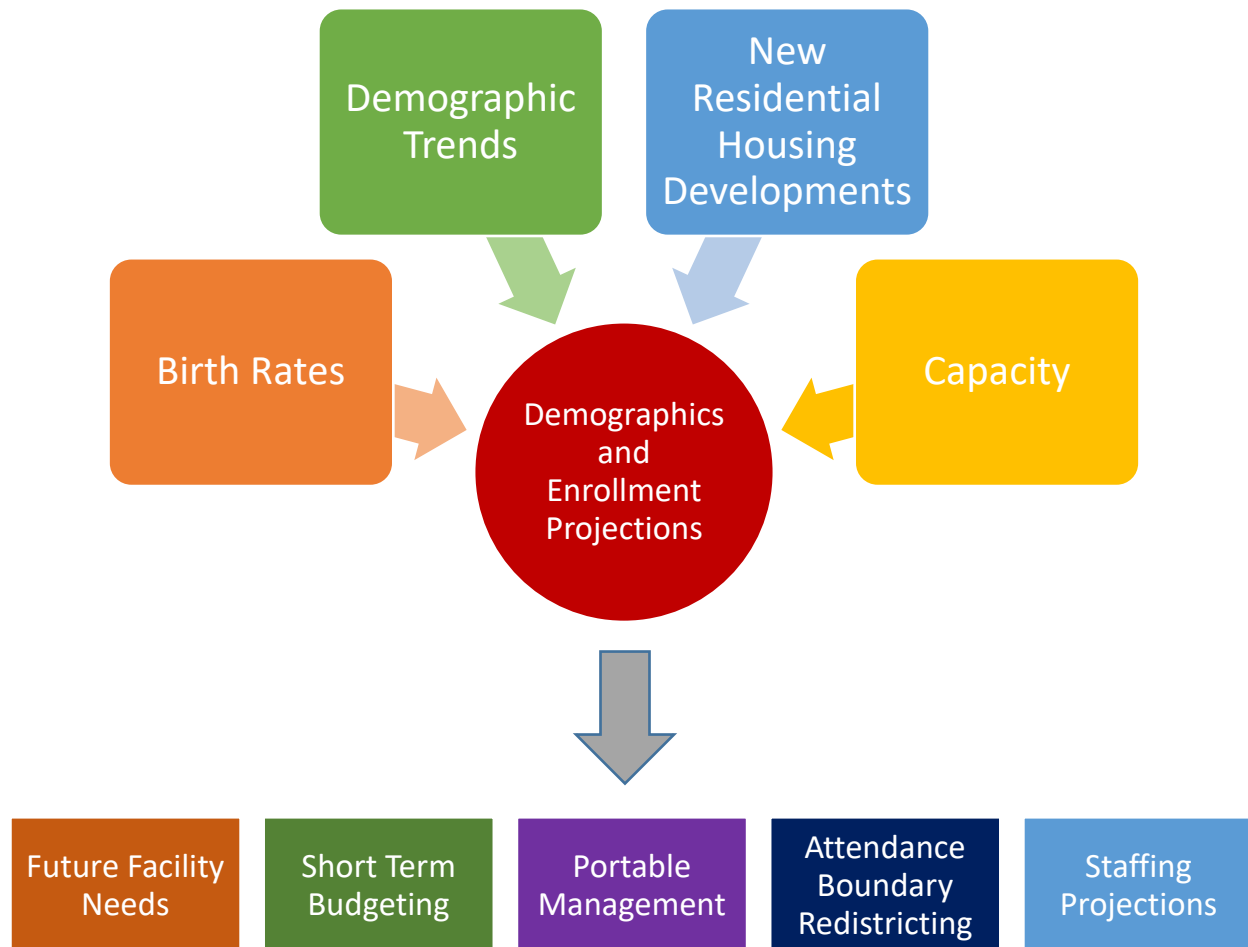 Demographic
Trends
New
Residential
Housing
Developments
Birth Rates
Capacity
Demographics
and
Enrollment
Projections
Future Facility
Needs
Short Term
Budgeting
Portable
Management
Attendance
Boundary
Redistricting
Staffing
Projections